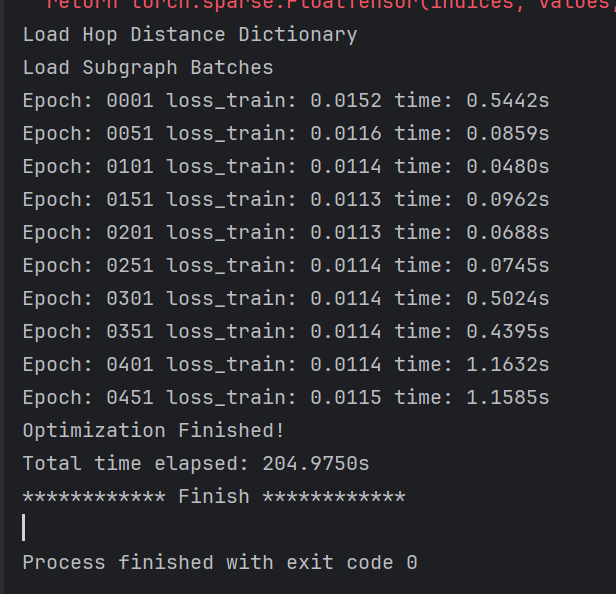 return torch.sparse.FloatTensor(indices, values,
Load Hop Distance Dictionary
Load Subgraph Batches
Epoch: 0001 loss_train: 0.0152 time: 0.5442s
Epoch: 0051 loss_train: 0.0116 time: 0.0859s
Epoch: 0101 loss_train: 0.0114 time: 0.0480s
Epoch: 0151 loss_train: 0.0113 time: 0.0962s
Epoch: 0201 loss_train: 0.0113 time: 0.0688s
Epoch: 0251 loss_train: 0.0114 time: 0.0745s
Epoch: 0301 loss_train: 0.0114 time: 0.5024s
Epoch: 0351 loss_train: 0.0114 time: 0.4395s
Epoch: 0401 loss_train: 0.0114 time: 1.1632s
Epoch: 0451 loss_train: 0.0115 time: 1.1585s
Optimization Finished!
Total time elapsed: 204.9750s
************ Finish ************
Process finished with exit code 0